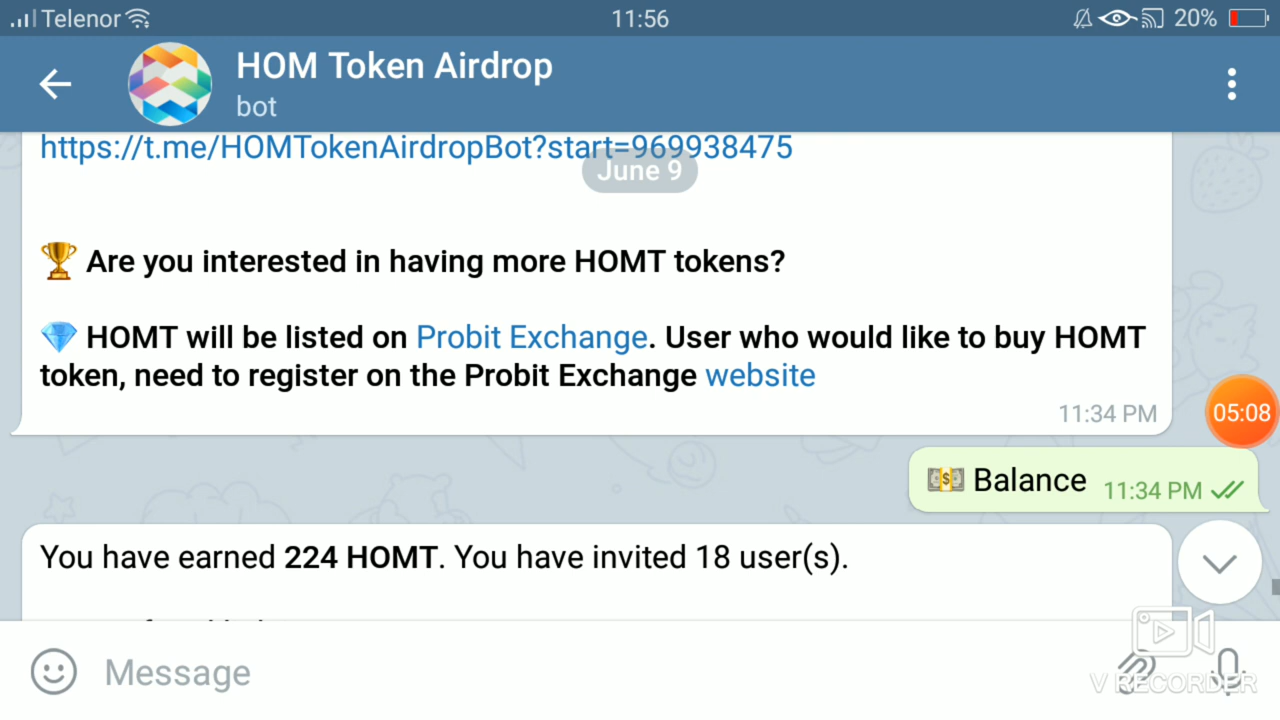 Telenor 11:56 20%
HOM Token Airdrop
bot
https://t.me/HOMTokenAirdropBot?start=969938475
June 9
🏆 Are you interested in having more HOMT tokens?
💎 HOMT will be listed on Probit Exchange. User who would like to buy HOMT
token, need to register on the Probit Exchange website
11:34 PM
05:08
💵 Balance 11:34 PM
You have earned 224 HOMT. You have invited 18 user(s).
Message
V RECORDER